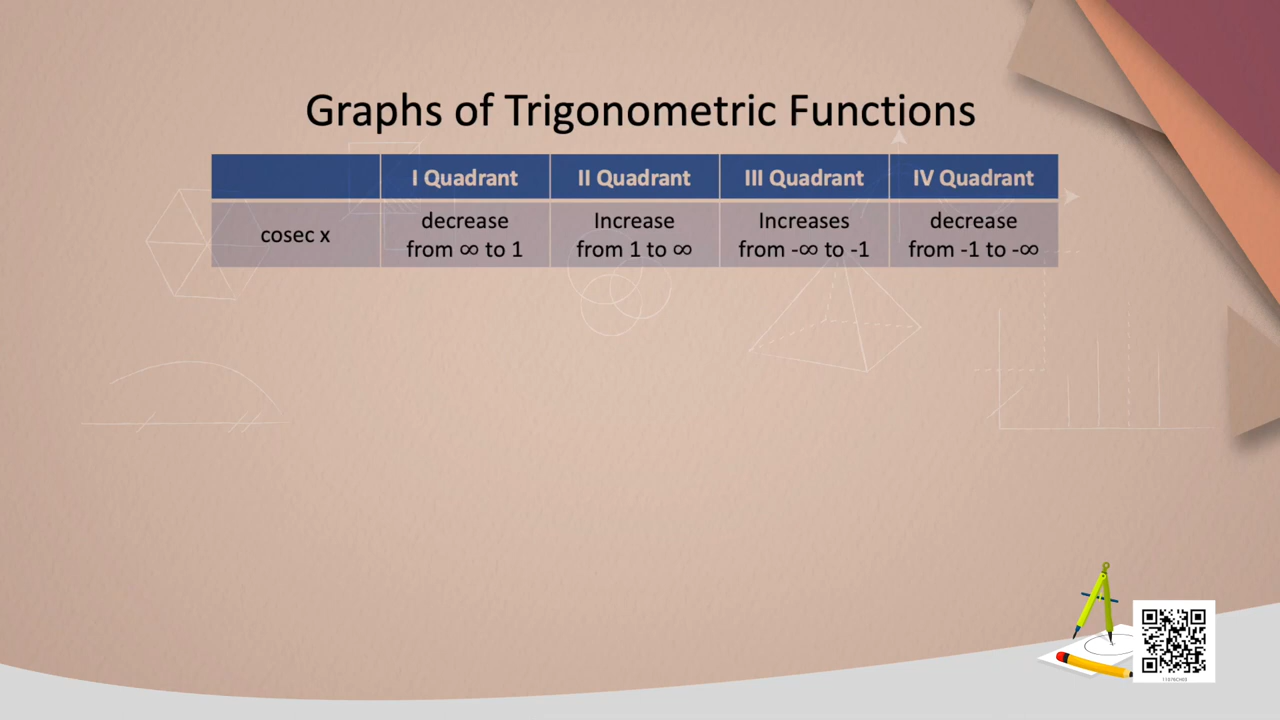 Graphs of Trigonometric Functions
I Quadrant II Quadrant III Quadrant IV Quadrant
cosec x
decrease
from ∞ to 1
Increase
from 1 to ∞
Increases
from -∞ to -1
decrease
from -1 to -∞
11076CH03